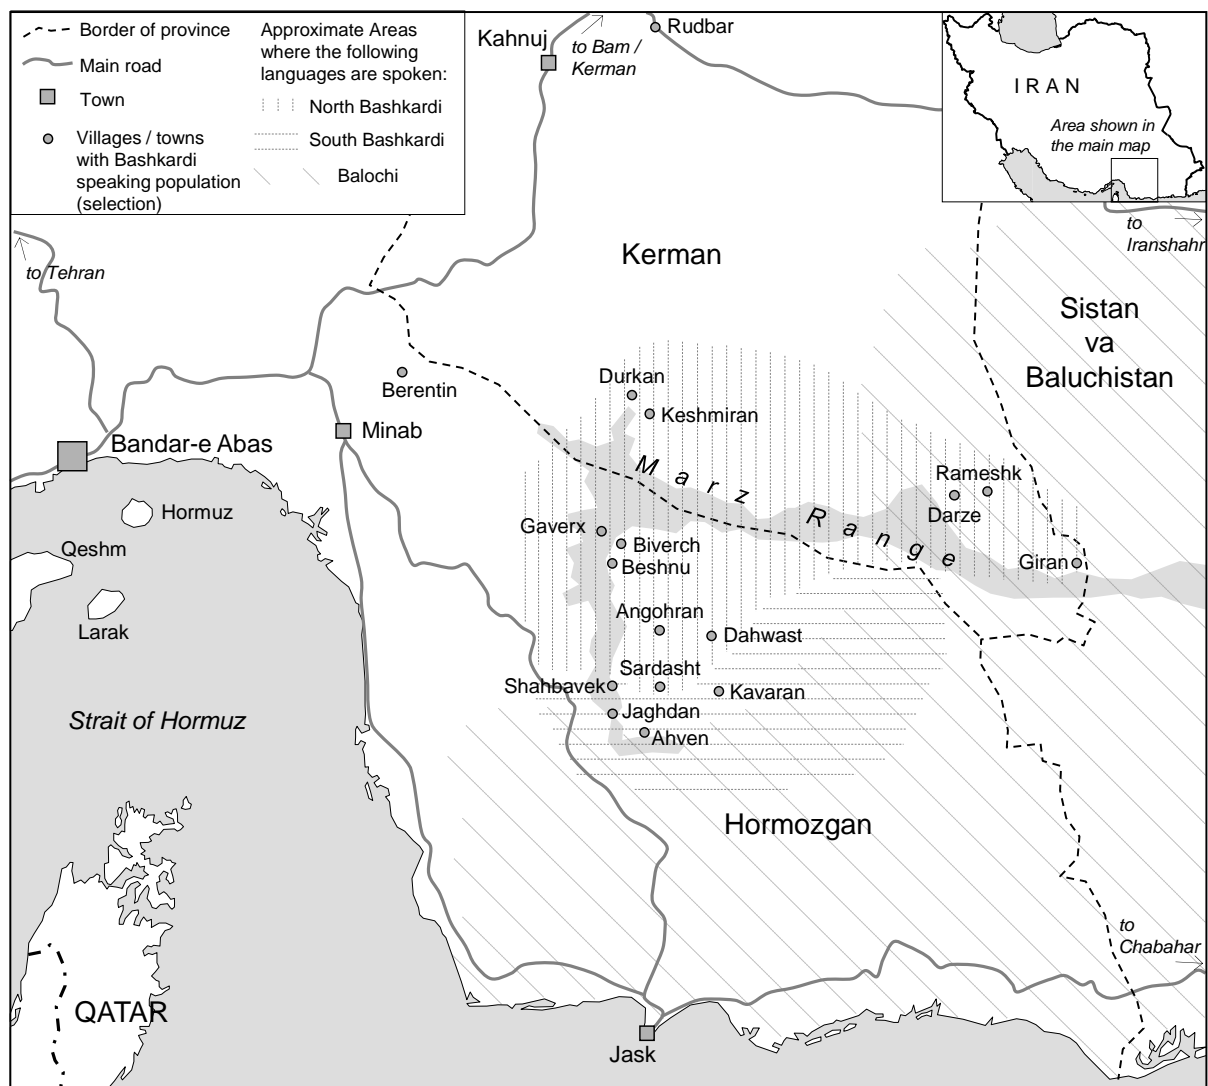 Border of province
Main road
Town
Villages / towns
with Bashkardi
speaking population
(selection)
Approximate Areas
where the following
languages are spoken:
North Bashkardi
South Bashkardi
Balochi
Kahnuj
to Bam /
Kerman
Rudbar
IRAN
Area shown in
the main map
to
Iranshahr
to Tehran
Kerman
Sistan
va
Baluchistan
Berentin
Durkan
Keshmiran
Minab
Bandar-e Abas
Marz Range
Rameshk
Darze
Hormuz
Gaverx
Biverch
Beshnu
Giran
Qeshm
Angohran
Larak
Dahwast
Sardasht
Shahbavek
Kavaran
Jaghdan
Strait of Hormuz
Ahven
Hormozgan
to
Chabahar
QATAR
Jask